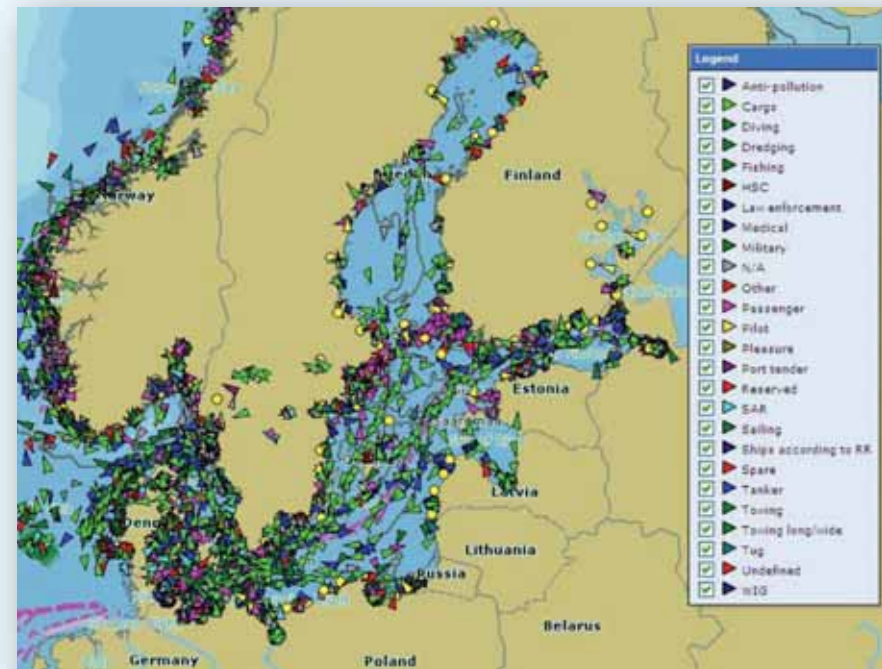 Legend
Anti-pollution
Cargo
Diving
Dredging
Fishing
HSC
Law enforcement
Medical
Military
N/A
Other
Passenger
Pilot
Pleasure
Port tender
Reserved
SAR
Sailing
Ships according to RR
Spare
Tanker
Towing
Towing long/wide
Tug
Undefined
WIG
Finland
Norway
Estonia
Latvia
Lithuania
Russia
Belarus
Germany
Poland